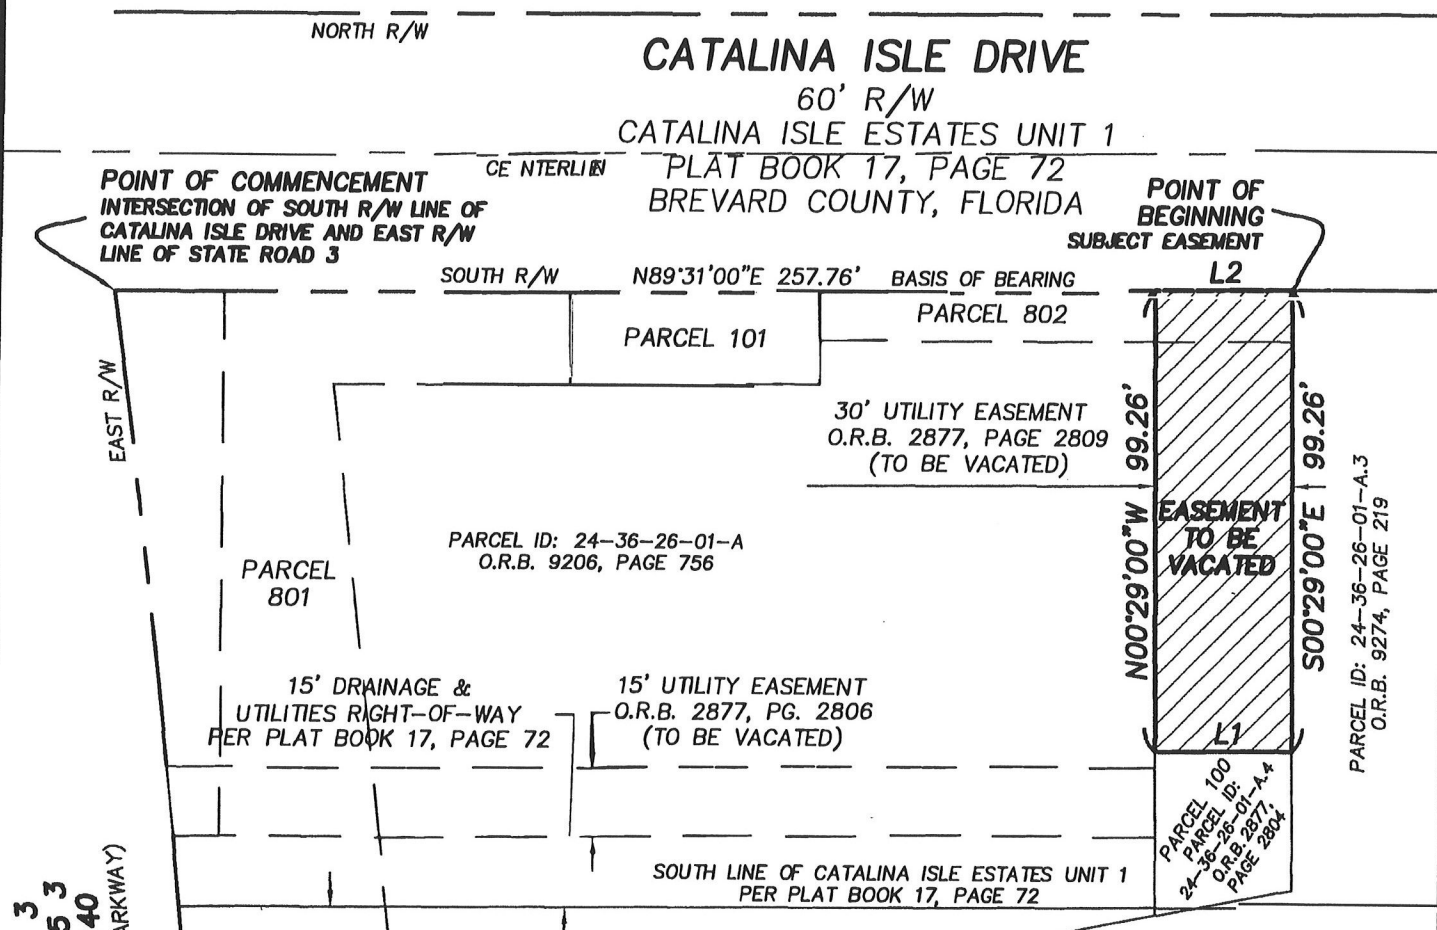 NORTH R/W
CATALINA ISLE DRIVE
60' R/W
CATALINA ISLE ESTATES UNIT 1
PLAT BOOK 17, PAGE 72
BREVARD COUNTY, FLORIDA
CENTERLIEN
POINT OF COMMENCEMENT
INTERSECTION OF SOUTH R/W LINE OF
CATALINA ISLE DRIVE AND EAST R/W
LINE OF STATE ROAD 3
POINT OF
BEGINNING
SUBJECT EASEMENT
SOUTH R/W
N89°31'00"E 257.76'
BASIS OF BEARING
L2
PARCEL 101
PARCEL 802
EAST R/W
30' UTILITY EASEMENT
O.R.B. 2877, PAGE 2809
(TO BE VACATED)
N00°29'00"W 99.26'
EASEMENT
TO BE
VACATED
S00°29'00"E 99.26'
PARCEL ID: 24-36-26-01-A.3
O.R.B. 9274, PAGE 219
PARCEL ID: 24-36-26-01-A
O.R.B. 9206, PAGE 756
PARCEL
801
15' DRAINAGE &
UTILITIES RIGHT-OF-WAY
PER PLAT BOOK 17, PAGE 72
15' UTILITY EASEMENT
O.R.B. 2877, PG. 2806
(TO BE VACATED)
L1
PARCEL 100
PARCEL ID:
24-36-26-01-A.4
O.R.B. 2877,
PAGE 2804
SOUTH LINE OF CATALINA ISLE ESTATES UNIT 1
PER PLAT BOOK 17, PAGE 72
3
5 3
40
ARKWAY)